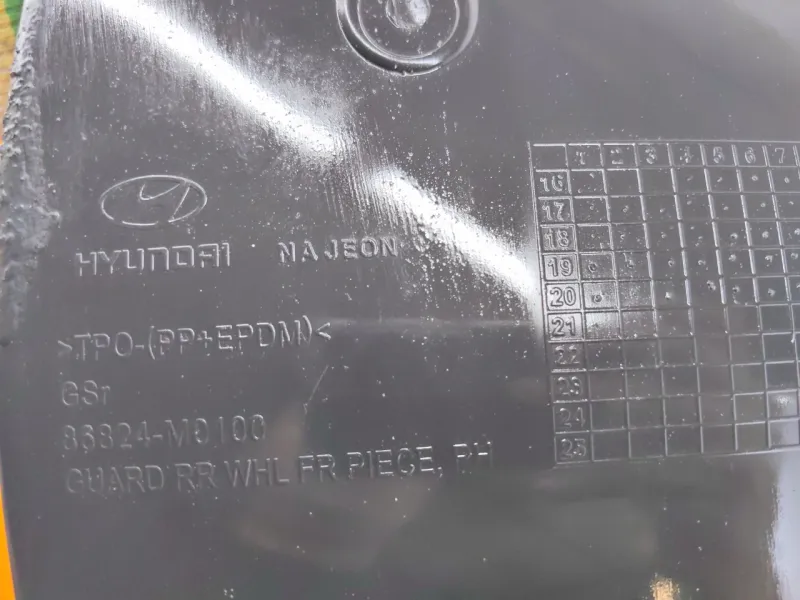 HYUNDAI NAJEON
>TPO-(PP+EPDM)<
GSr
86824-M0100
GUARD RR WHL FR PIECE, RH
1 2 3 4 5 6 7
16
17
18
19
20
21
22
23
24
25